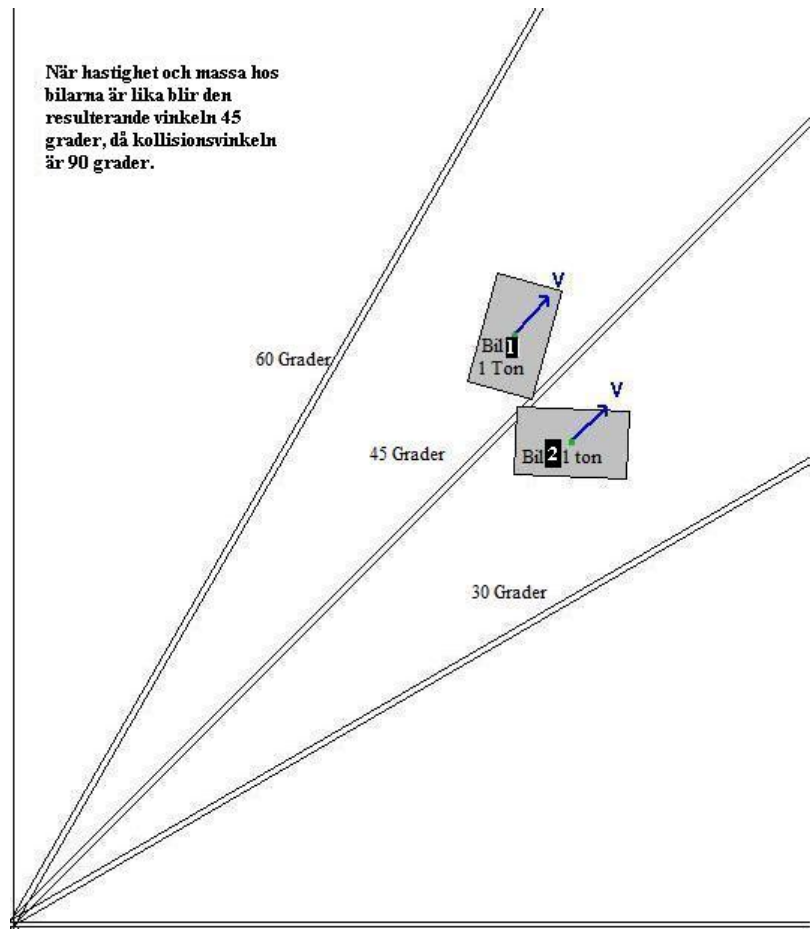 När hastighet och massa hos
bilarna är lika blir den
resulterande vinkeln 45
grader, då kollisionsvinkeln
är 90 grader.
V
Bil 1
1 Ton
60 Grader
V
45 Grader
Bil 2 1 ton
30 Grader